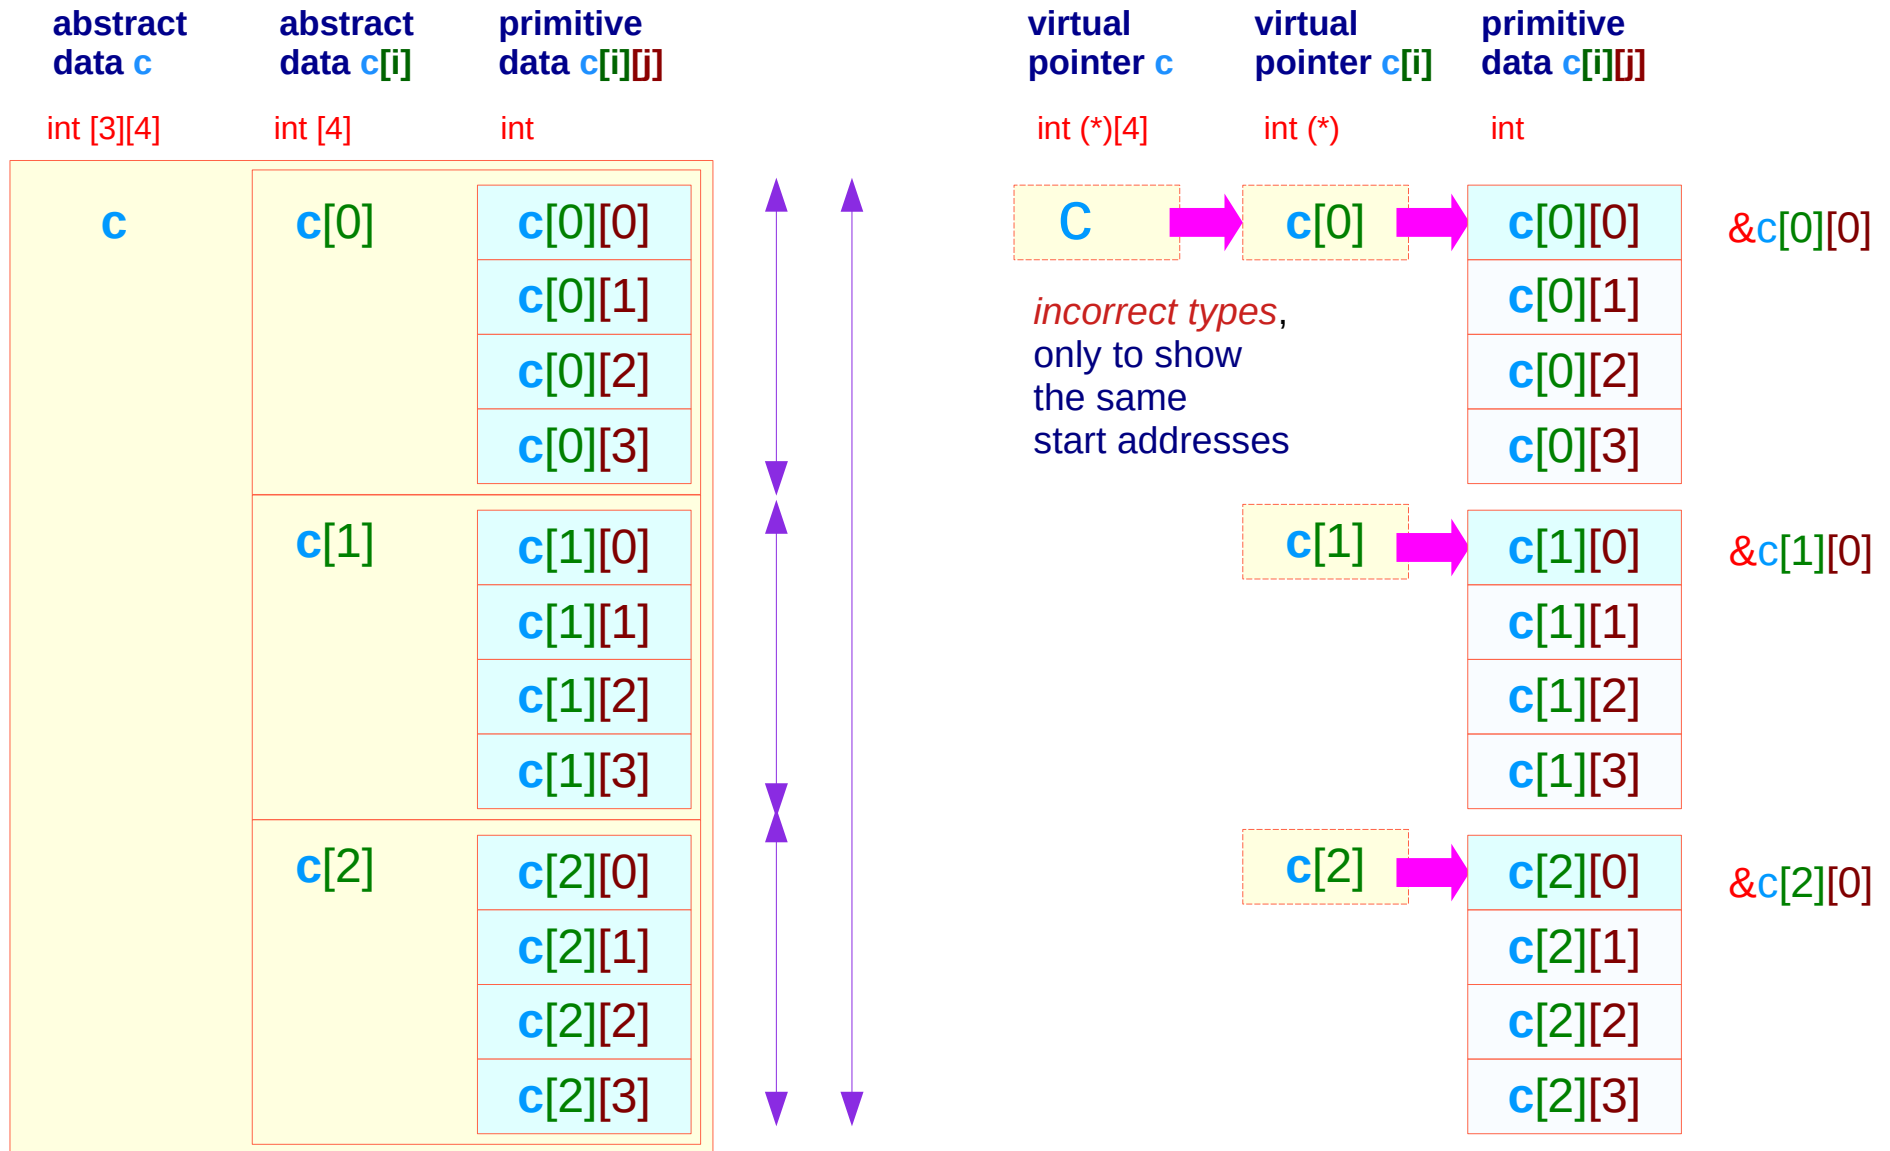 abstract
data c
abstract
data c[i]
primitive
data c[i][j]
virtual
pointer c
virtual
pointer c[i]
primitive
data c[i][j]
int [3][4]
int [4]
int
int (*)[4]
int (*)
int
c
c[0]
c[0][0]
c[0][1]
c[0][2]
c[0][3]
c[1]
c[1][0]
c[1][1]
c[1][2]
c[1][3]
c[2]
c[2][0]
c[2][1]
c[2][2]
c[2][3]
c
c[0]
c[0][0]
&c[0][0]
c[0][1]
c[0][2]
c[0][3]
incorrect types,
only to show
the same
start addresses
c[1]
c[1][0]
&c[1][0]
c[1][1]
c[1][2]
c[1][3]
c[2]
c[2][0]
&c[2][0]
c[2][1]
c[2][2]
c[2][3]